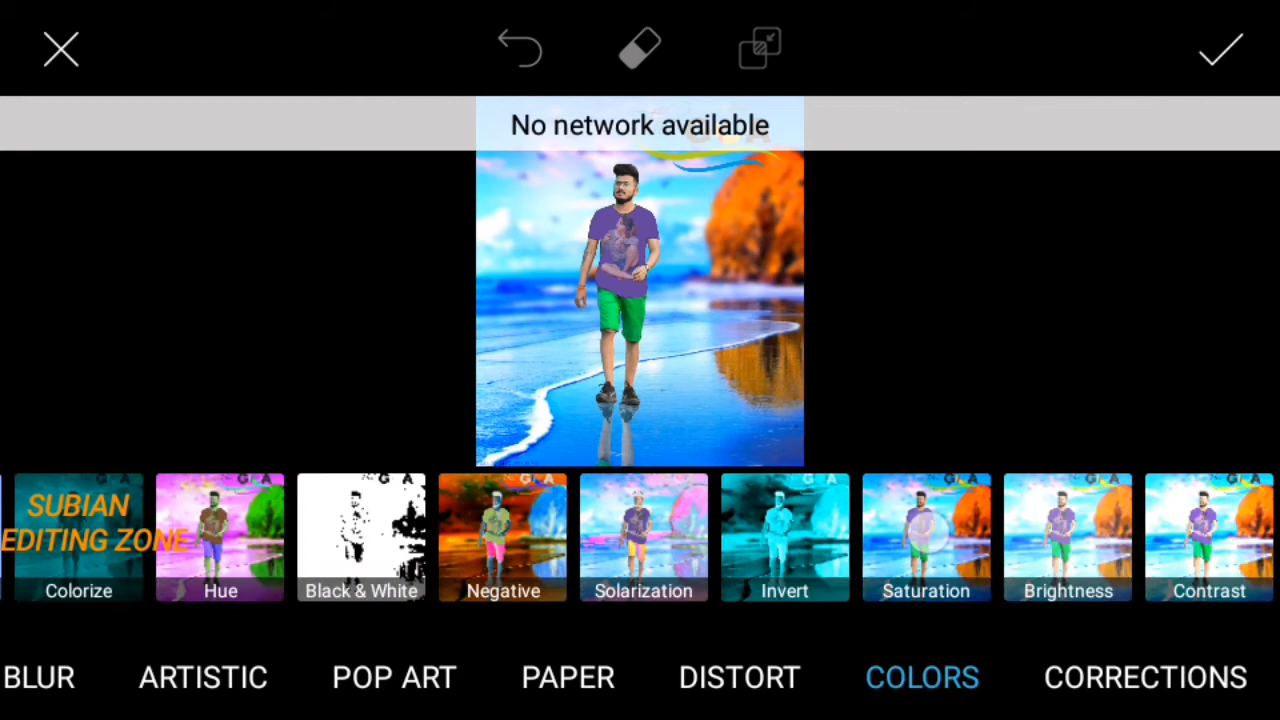 No network available
SUBIAN
EDITING ZONE
Colorize
Hue
Black & White
Negative
Solarization
Invert
Saturation
Brightness
Contrast
BLUR
ARTISTIC
POP ART
PAPER
DISTORT
COLORS
CORRECTIONS